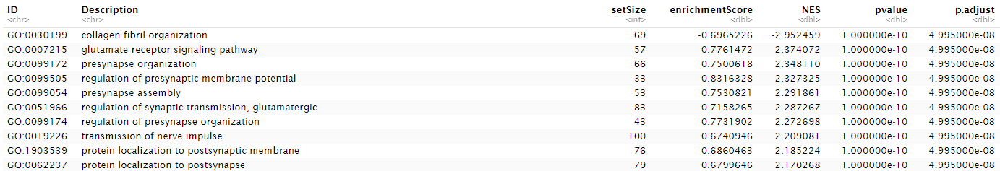 ID Description setSize enrichmentScore NES pvalue p.adjust
<chr> <chr> <int> <dbl> <dbl> <dbl> <dbl>
GO:0030199 collagen fibril organization 69 -0.6965226 -2.952459 1.000000e-10 4.995000e-08
GO:0007215 glutamate receptor signaling pathway 57 0.7761472 2.374072 1.000000e-10 4.995000e-08
GO:0099172 presynapse organization 66 0.7500618 2.348110 1.000000e-10 4.995000e-08
GO:0099505 regulation of presynaptic membrane potential 33 0.8316328 2.327325 1.000000e-10 4.995000e-08
GO:0099054 presynapse assembly 53 0.7530821 2.291861 1.000000e-10 4.995000e-08
GO:0051966 regulation of synaptic transmission, glutamatergic 83 0.7158265 2.287267 1.000000e-10 4.995000e-08
GO:0099174 regulation of presynapse organization 43 0.7731902 2.272698 1.000000e-10 4.995000e-08
GO:0019226 transmission of nerve impulse 100 0.6740946 2.209081 1.000000e-10 4.995000e-08
GO:1903539 protein localization to postsynaptic membrane 76 0.6860463 2.185224 1.000000e-10 4.995000e-08
GO:0062237 protein localization to postsynapse 79 0.6799646 2.170268 1.000000e-10 4.995000e-08